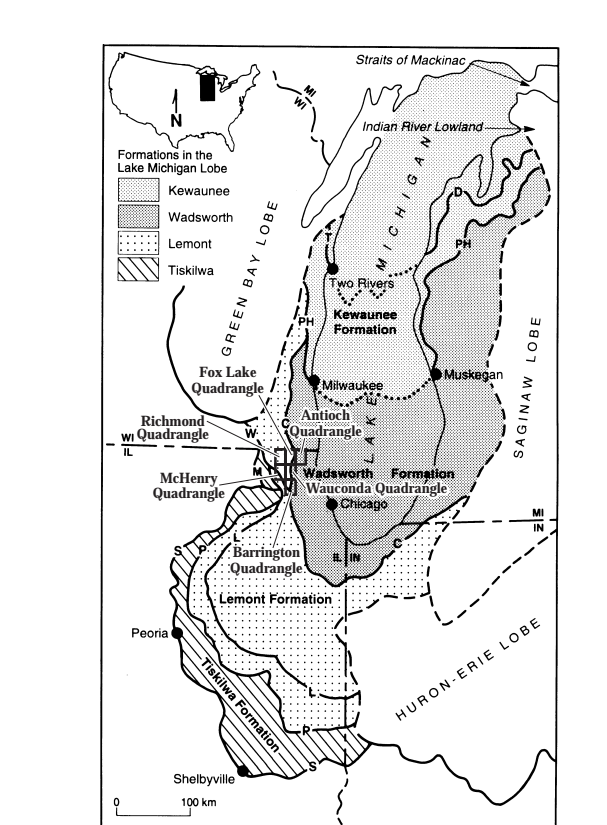 Straits of Mackinac
MI
WI
N
Indian River Lowland
Formations in the
Lake Michigan Lobe
Kewaunee
Wadsworth
Lemont
Tiskilwa
GREEN BAY LOBE
LAKE MICHIGAN
D
PH
T
Two Rivers
Kewaunee
Formation
PH
SAGINAW LOBE
Fox Lake
Quadrangle
Milwaukee
Muskegan
Richmond
Quadrangle
Antioch
Quadrangle
W
C
WI
IL
M
McHenry
Quadrangle
Wadsworth Formation
Wauconda Quadrangle
Chicago
MI
IN
L
S
P
Barrington
Quadrangle
IL
IN
C
Lemont Formation
Peoria
HURON-ERIE LOBE
Tiskilwa Formation
L
P
S
Shelbyville
0
100 km